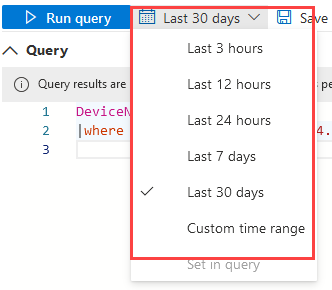 Run query
Last 30 days
Save
Query
Query results are
1 DeviceN
2 |where 4.
3
Last 3 hours
Last 12 hours
Last 24 hours
Last 7 days
Last 30 days
Custom time range
Set in query